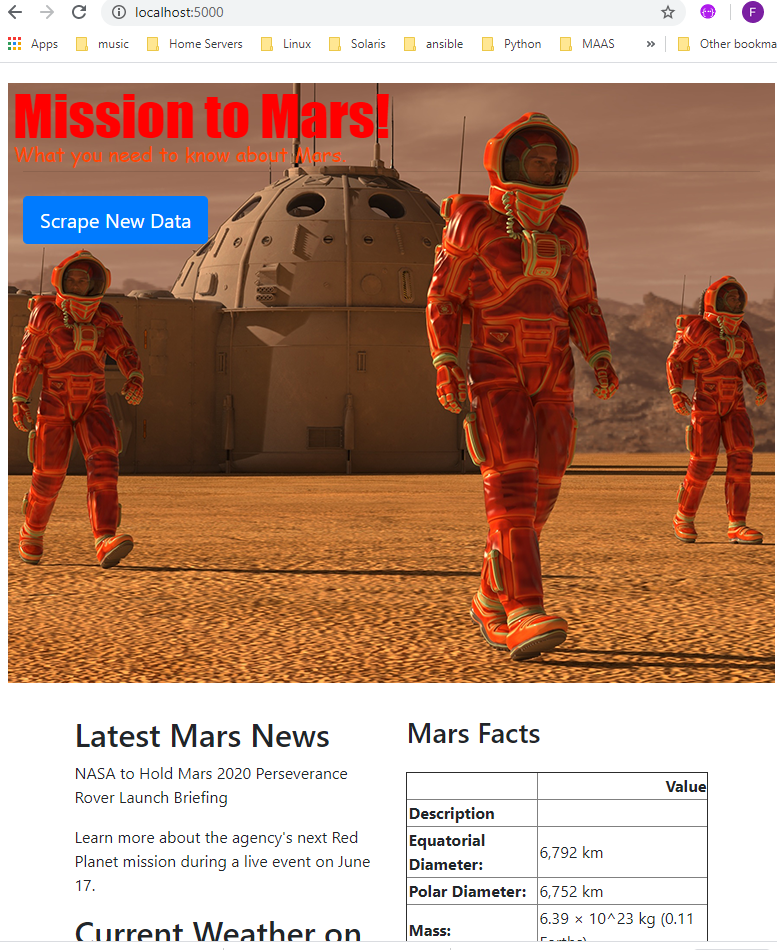 localhost:5000
F
Apps
music
Home Servers
Linux
Solaris
ansible
Python
MAAS
»
Other bookma
Mission to Mars!
What you need to know about Mars.
Scrape New Data
Latest Mars News
NASA to Hold Mars 2020 Perseverance
Rover Launch Briefing
Learn more about the agency's next Red
Planet mission during a live event on June
17.
Current Weather on
Mars Facts
Value
Description
Equatorial
Diameter:
6,792 km
Polar Diameter:
6,752 km
Mass:
6.39 × 10^23 kg (0.11
Earths)